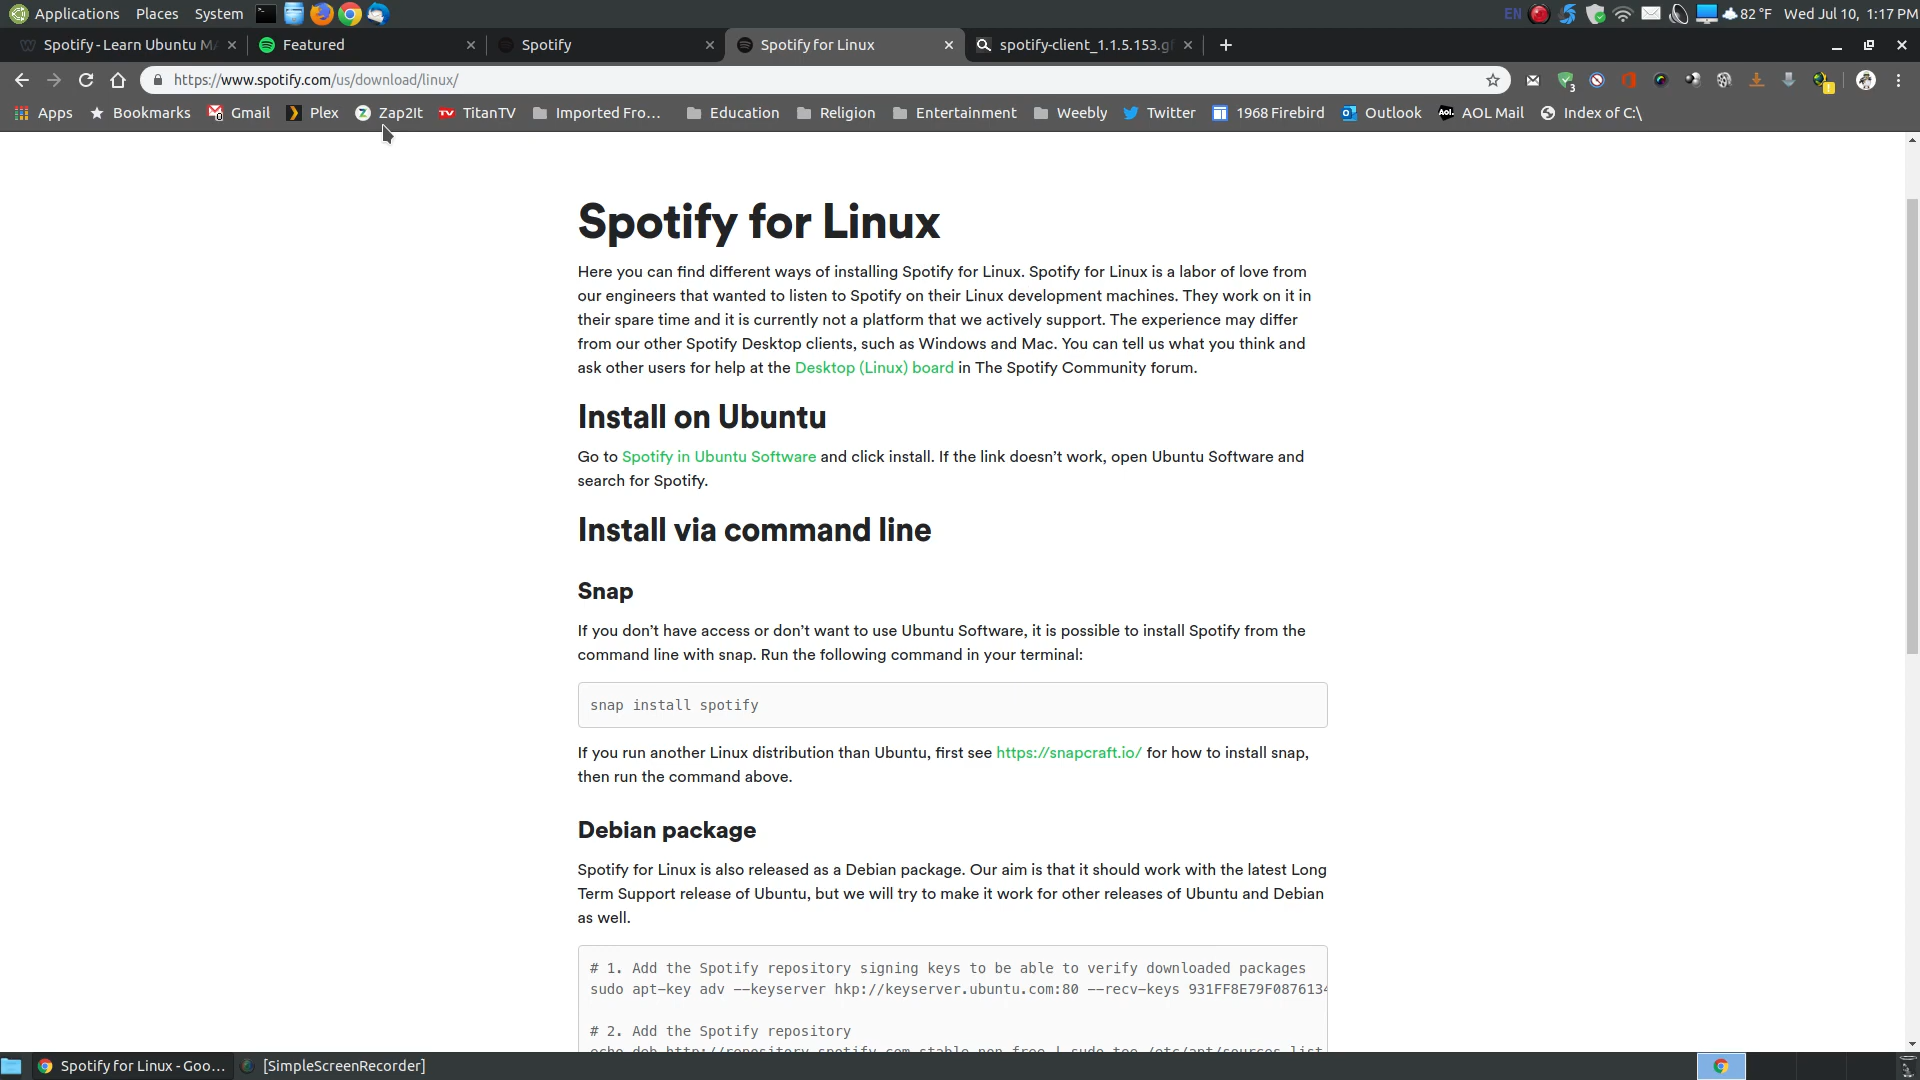 Applications Places System EN 82 °F Wed Jul 10, 1:17 PM
Spotify - Learn Ubuntu M Featured Spotify Spotify for Linux spotify-client_1.1.5.153.g
https://www.spotify.com/us/download/linux/
Apps Bookmarks Gmail Plex Zap2It TitanTV Imported Fro... Education Religion Entertainment Weebly Twitter 1968 Firebird Outlook AOL Mail Index of C:\
Spotify for Linux
Here you can find different ways of installing Spotify for Linux. Spotify for Linux is a labor of love from
our engineers that wanted to listen to Spotify on their Linux development machines. They work on it in
their spare time and it is currently not a platform that we actively support. The experience may differ
from our other Spotify Desktop clients, such as Windows and Mac. You can tell us what you think and
ask other users for help at the Desktop (Linux) board in The Spotify Community forum.
Install on Ubuntu
Go to Spotify in Ubuntu Software and click install. If the link doesn't work, open Ubuntu Software and
search for Spotify.
Install via command line
Snap
If you don't have access or don't want to use Ubuntu Software, it is possible to install Spotify from the
command line with snap. Run the following command in your terminal:
snap install spotify
If you run another Linux distribution than Ubuntu, first see https://snapcraft.io/ for how to install snap,
then run the command above.
Debian package
Spotify for Linux is also released as a Debian package. Our aim is that it should work with the latest Long
Term Support release of Ubuntu, but we will try to make it work for other releases of Ubuntu and Debian
as well.
# 1. Add the Spotify repository signing keys to be able to verify downloaded packages
sudo apt-key adv --keyserver hkp://keyserver.ubuntu.com:80 --recv-keys 931FF8E79F0876134
# 2. Add the Spotify repository
echo deb http://repository.spotify.com stable non-free | sudo tee /etc/apt/sources.list
Spotify for Linux - Goo... [SimpleScreenRecorder]